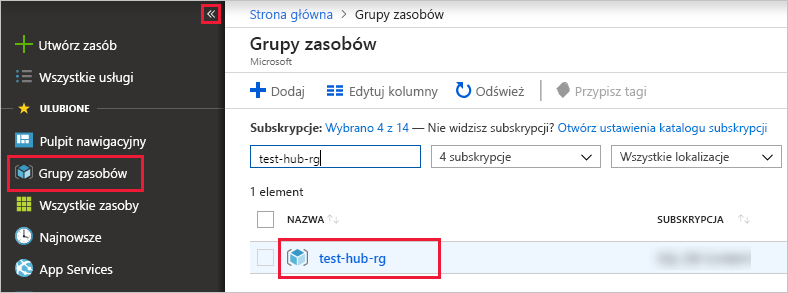 «
Utwórz zasób
Wszystkie usługi
ULUBIONE
Pulpit nawigacyjny
Grupy zasobów
Wszystkie zasoby
Najnowsze
App Services
Strona główna > Grupy zasobów
Grupy zasobów
Microsoft
Dodaj Edytuj kolumny Odśwież Przypisz tagi
Subskrypcje: Wybrano 4 z 14 — Nie widzisz subskrypcji? Otwórz ustawienia katalogu subskrypcji
test-hub-rg 4 subskrypcje Wszystkie lokalizacje
1 element
NAZWA SUBSKRYPCJA
test-hub-rg